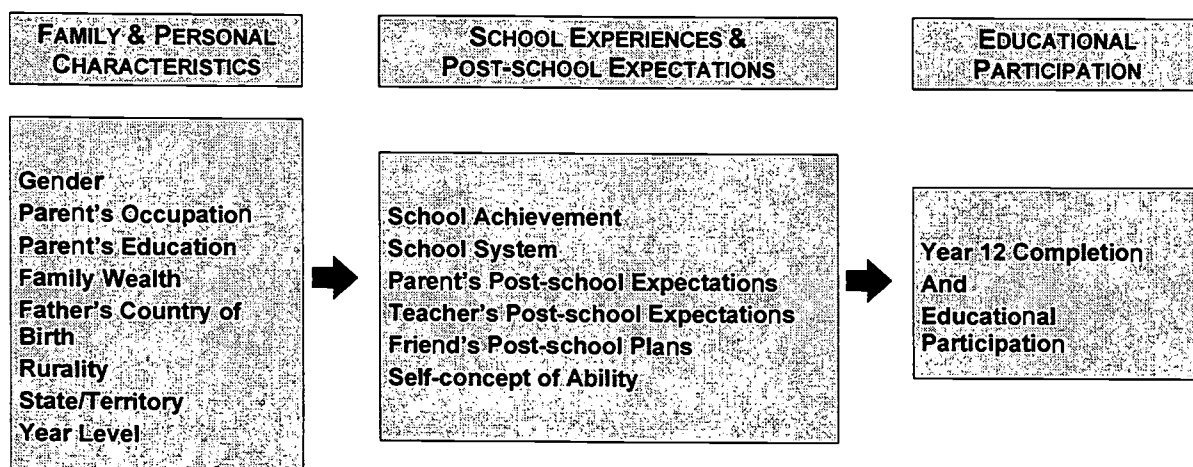 FAMILY & PERSONAL
CHARACTERISTICS
SCHOOL EXPERIENCES &
POST-SCHOOL EXPECTATIONS
EDUCATIONAL
PARTICIPATION
Gender
Parent's Occupation
Parent's Education
Family Wealth
Father's Country of
Birth
Rurality
State/Territory
Year Level
School Achievement
School System
Parent's Post-school Expectations
Teacher's Post-school Expectations
Friend's Post-school Plans
Self-concept of Ability
Year 12 Completion
And
Educational
Participation